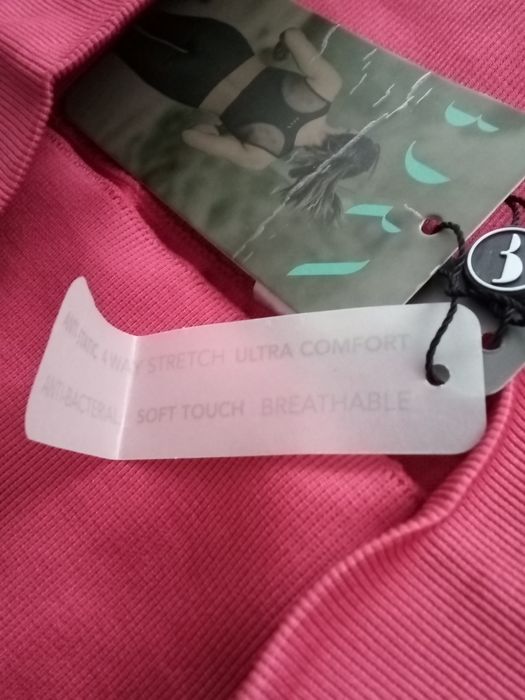 ANTI STATIC 4 WAY STRETCH ULTRA COMFORT
ANTI-BACTERIAL SOFT TOUCH BREATHABLE